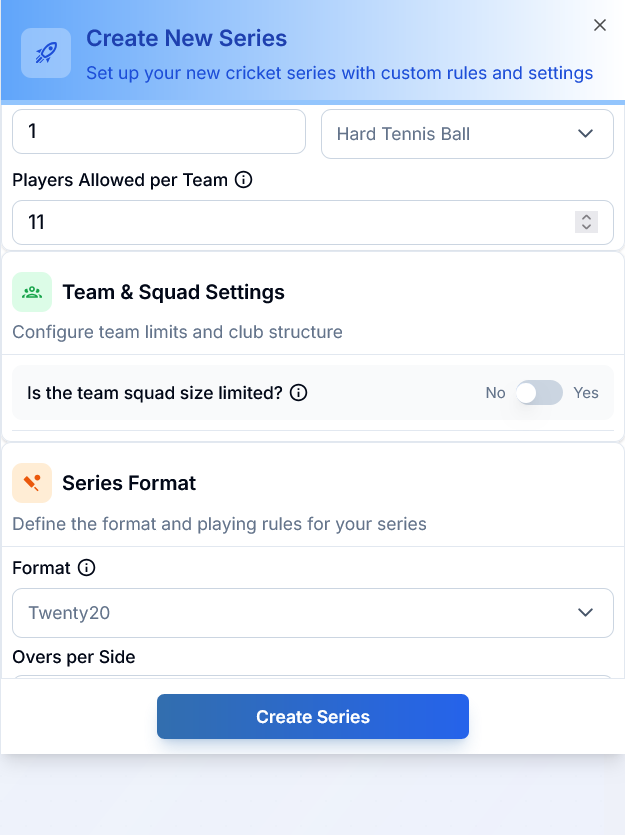 Create New Series
Set up your new cricket series with custom rules and settings
1
Hard Tennis Ball
Players Allowed per Team
11
Team & Squad Settings
Configure team limits and club structure
Is the team squad size limited?
No
Yes
Series Format
Define the format and playing rules for your series
Format
Twenty20
Overs per Side
Create Series